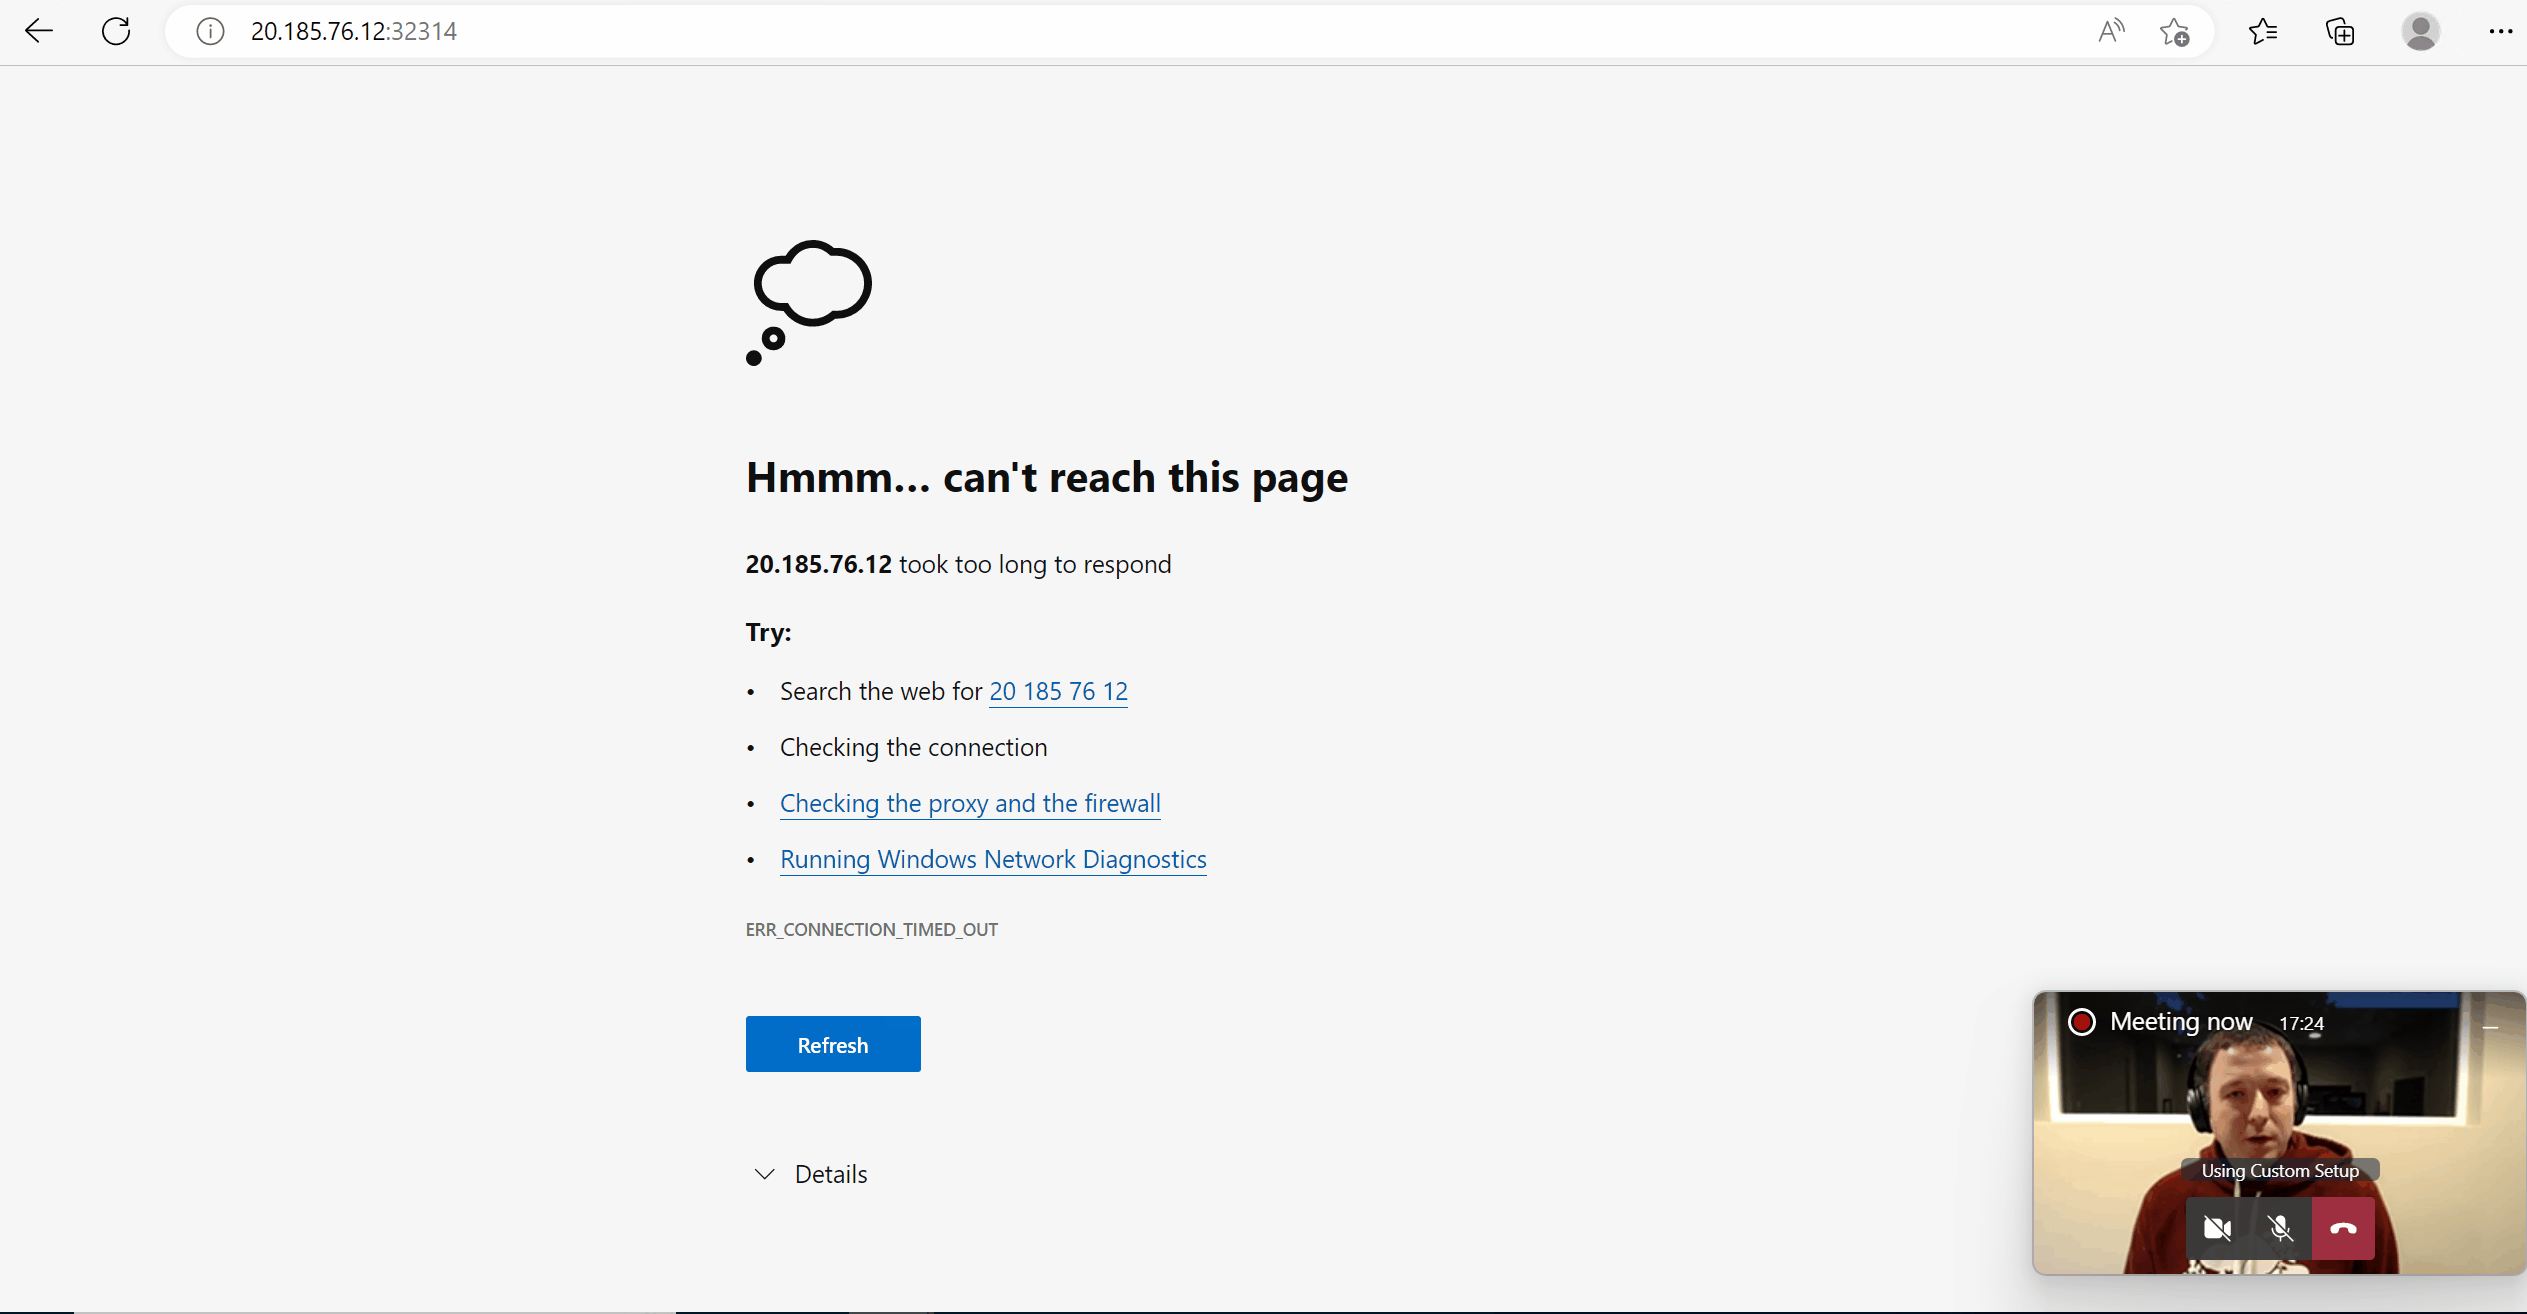 20.185.76.12:32314
Hmmm... can't reach this page
20.185.76.12 took too long to respond
Try:
• Search the web for 20 185 76 12
• Checking the connection
• Checking the proxy and the firewall
• Running Windows Network Diagnostics
ERR_CONNECTION_TIMED_OUT
Refresh
Details
Meeting now 17:24
Using Custom Setup